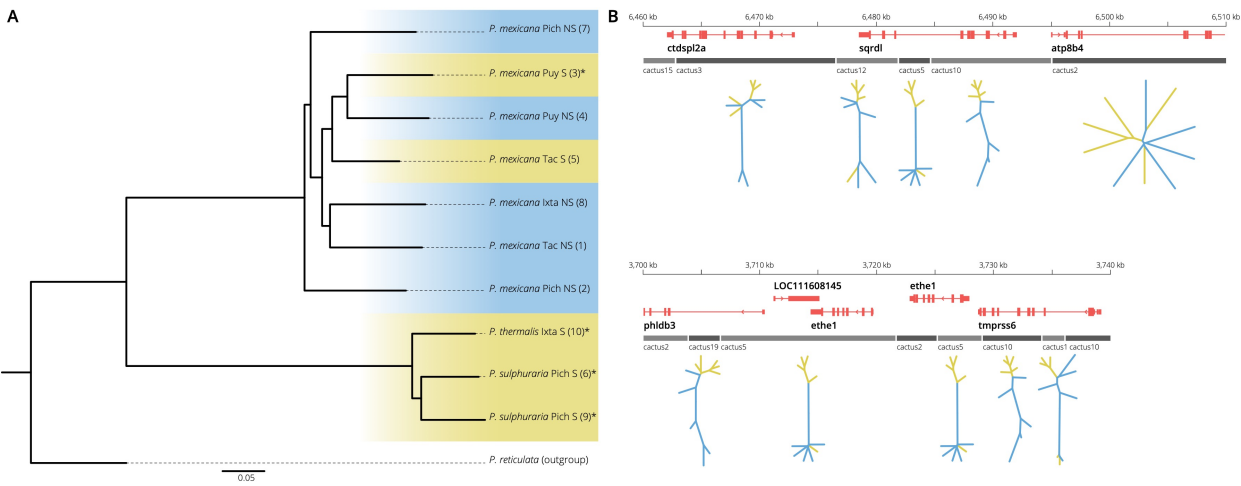 A
P. mexicana Pich NS (7)
P. mexicana Puy S (3)*
P. mexicana Puy NS (4)
P. mexicana Tac S (5)
P. mexicana Ixta NS (8)
P. mexicana Tac NS (1)
P. mexicana Pich NS (2)
P. thermalis Ixta S (10)*
P. sulphuraria Pich S (6)*
P. sulphuraria Pich S (9)*
P. reticulata (outgroup)
0.05
B
6,460 kb 6,470 kb 6,480 kb 6,490 kb 6,500 kb 6,510 kb
ctdspl2a sqrdl atp8b4
cactus15 cactus3 cactus12 cactus5 cactus10 cactus2
3,700 kb 3,710 kb 3,720 kb 3,730 kb 3,740 kb
LOC111608145 ethe1
phldb3 ethe1 tmprss6
cactus2 cactus19 cactus5 cactus2 cactus5 cactus10 cactus1 cactus10